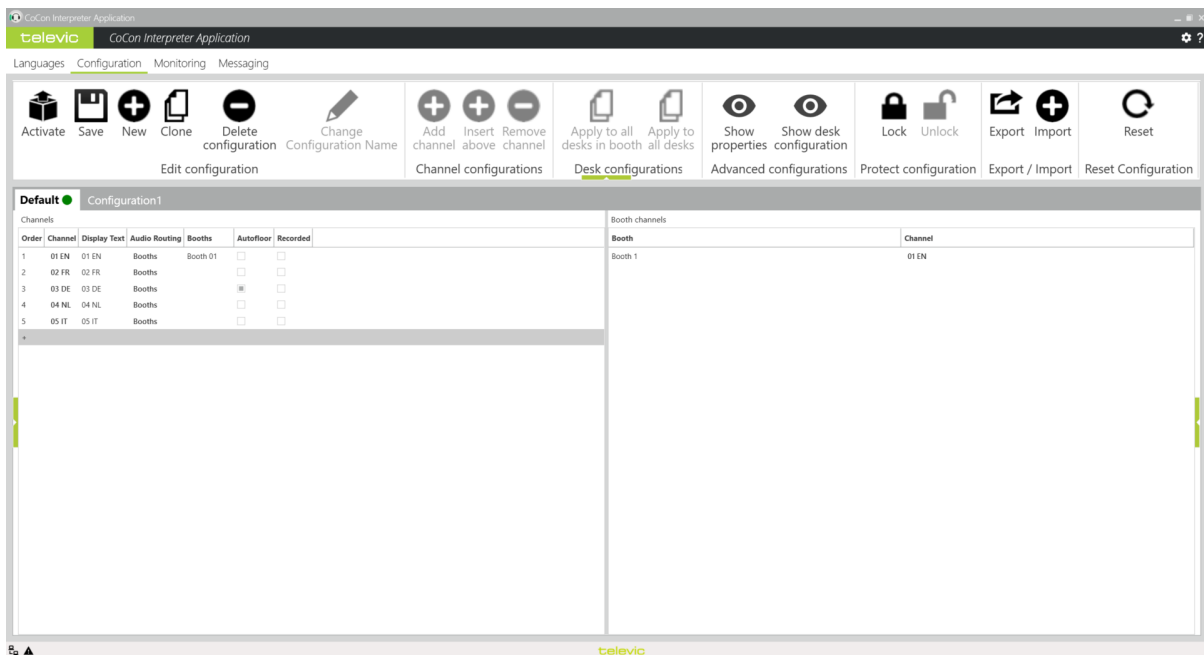 CoCon Interpreter Application
televic CoCon Interpreter Application ?
Languages Configuration Monitoring Messaging
Activate Save New Clone Delete configuration Change Configuration Name Add channel Insert above Remove channel Apply to all desks in booth Apply to all desks Show properties Show desk configuration Lock Unlock Export Import Reset
Edit configuration Channel configurations Desk configurations Advanced configurations Protect configuration Export / Import Reset Configuration
Default Configuration1
Channels Booth channels
Order Channel Display Text Audio Routing Booths Autofloor Recorded Booth Channel
1 01 EN 01 EN Booths Booth 01 Booth 1 01 EN
2 02 FR 02 FR Booths
3 03 DE 03 DE Booths
4 04 NL 04 NL Booths
5 05 IT 05 IT Booths
+
televic